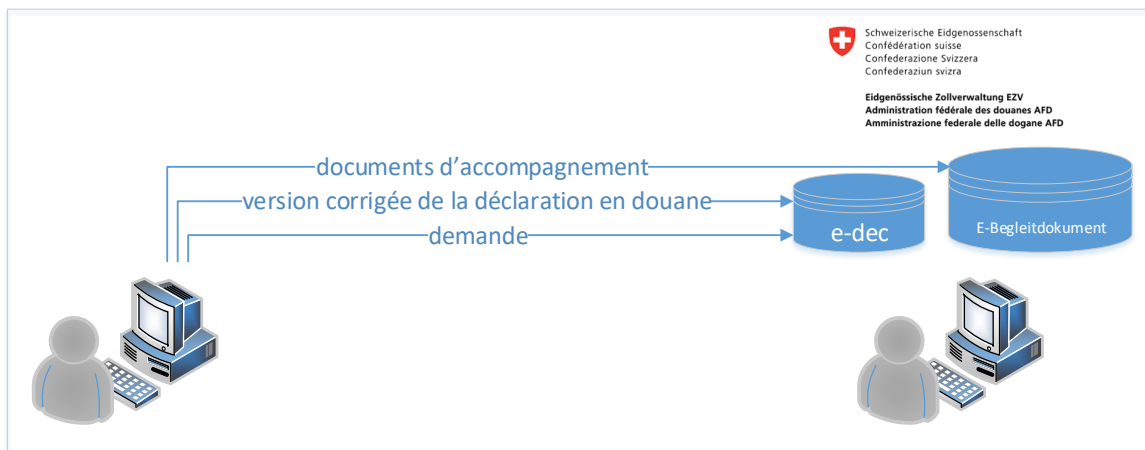 Schweizerische Eidgenossenschaft
Confédération suisse
Confederazione Svizzera
Confederaziun svizra
Eidgenössische Zollverwaltung EZV
Administration fédérale des douanes AFD
Amministrazione federale delle dogane AFD
documents d’accompagnement
version corrigée de la déclaration en douane
demande
e-dec
E-Begleitdokument